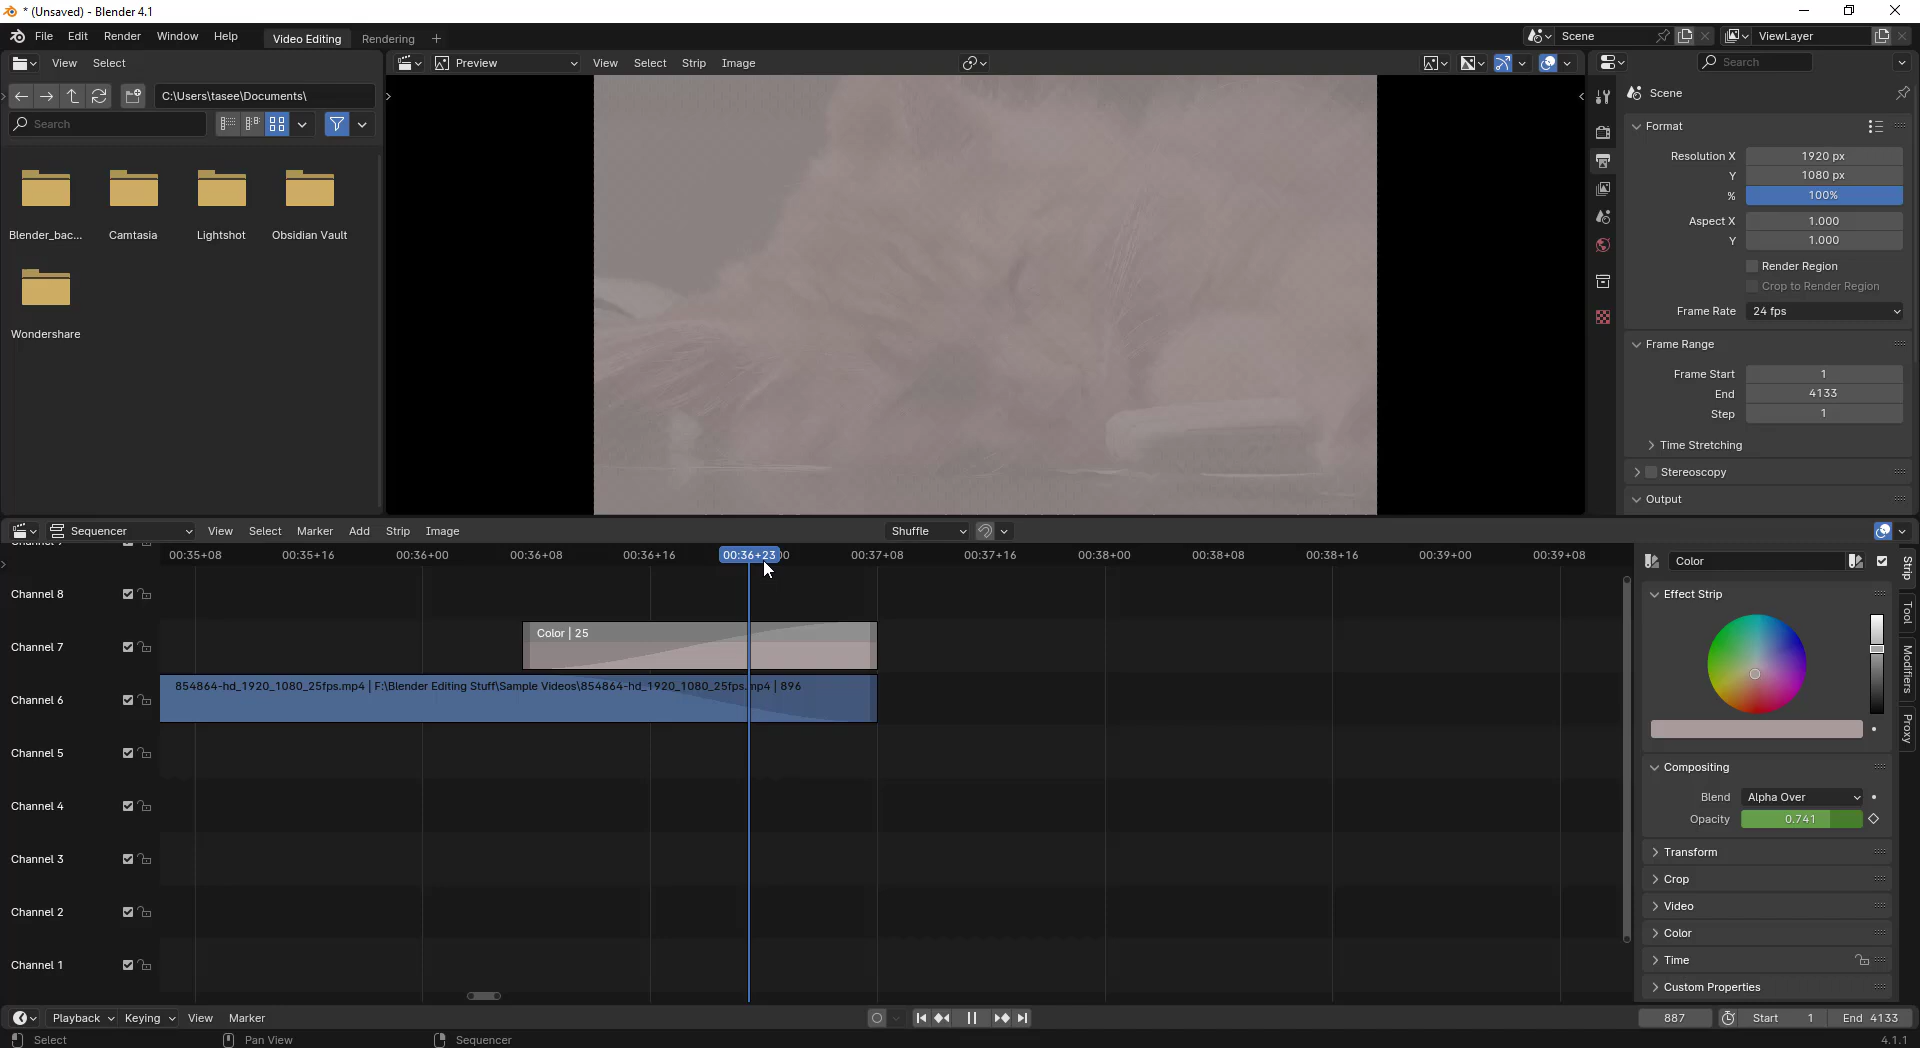 * (Unsaved) - Blender 4.1
File Edit Render Window Help Video Editing Rendering + Scene ViewLayer
View Select Preview View Select Strip Image Search
C:\Users\tasee\Documents\ Scene
Search
Format
Resolution X 1920 px
Y 1080 px
% 100%
Aspect X 1.000
Y 1.000
Blender_bac... Camtasia Lightshot Obsidian Vault
Render Region
Crop to Render Region
Frame Rate 24 fps
Wondershare
Frame Range
Frame Start 1
End 4133
Step 1
Time Stretching
Stereoscopy
Output
Sequencer View Select Marker Add Strip Image Shuffle
00:35+08 00:35+16 00:36+00 00:36+08 00:36+16 00:36+23 00:37+08 00:37+16 00:38+00 00:38+08 00:38+16 00:39+00 00:39+08
Color
Strip
Tool
Modifiers
Proxy
Channel 8
Effect Strip
Channel 7 Color | 25
Channel 6 854864-hd_1920_1080_25fps.mp4 | F:\Blender Editing Stuff\Sample Videos\854864-hd_1920_1080_25fps.mp4 | 896
Channel 5
Compositing
Blend Alpha Over
Channel 4
Opacity 0.741
Transform
Channel 3
Crop
Channel 2
Video
Color
Channel 1
Time
Custom Properties
Playback Keying View Marker 887 Start 1 End 4133
Select Pan View Sequencer 4.1.1